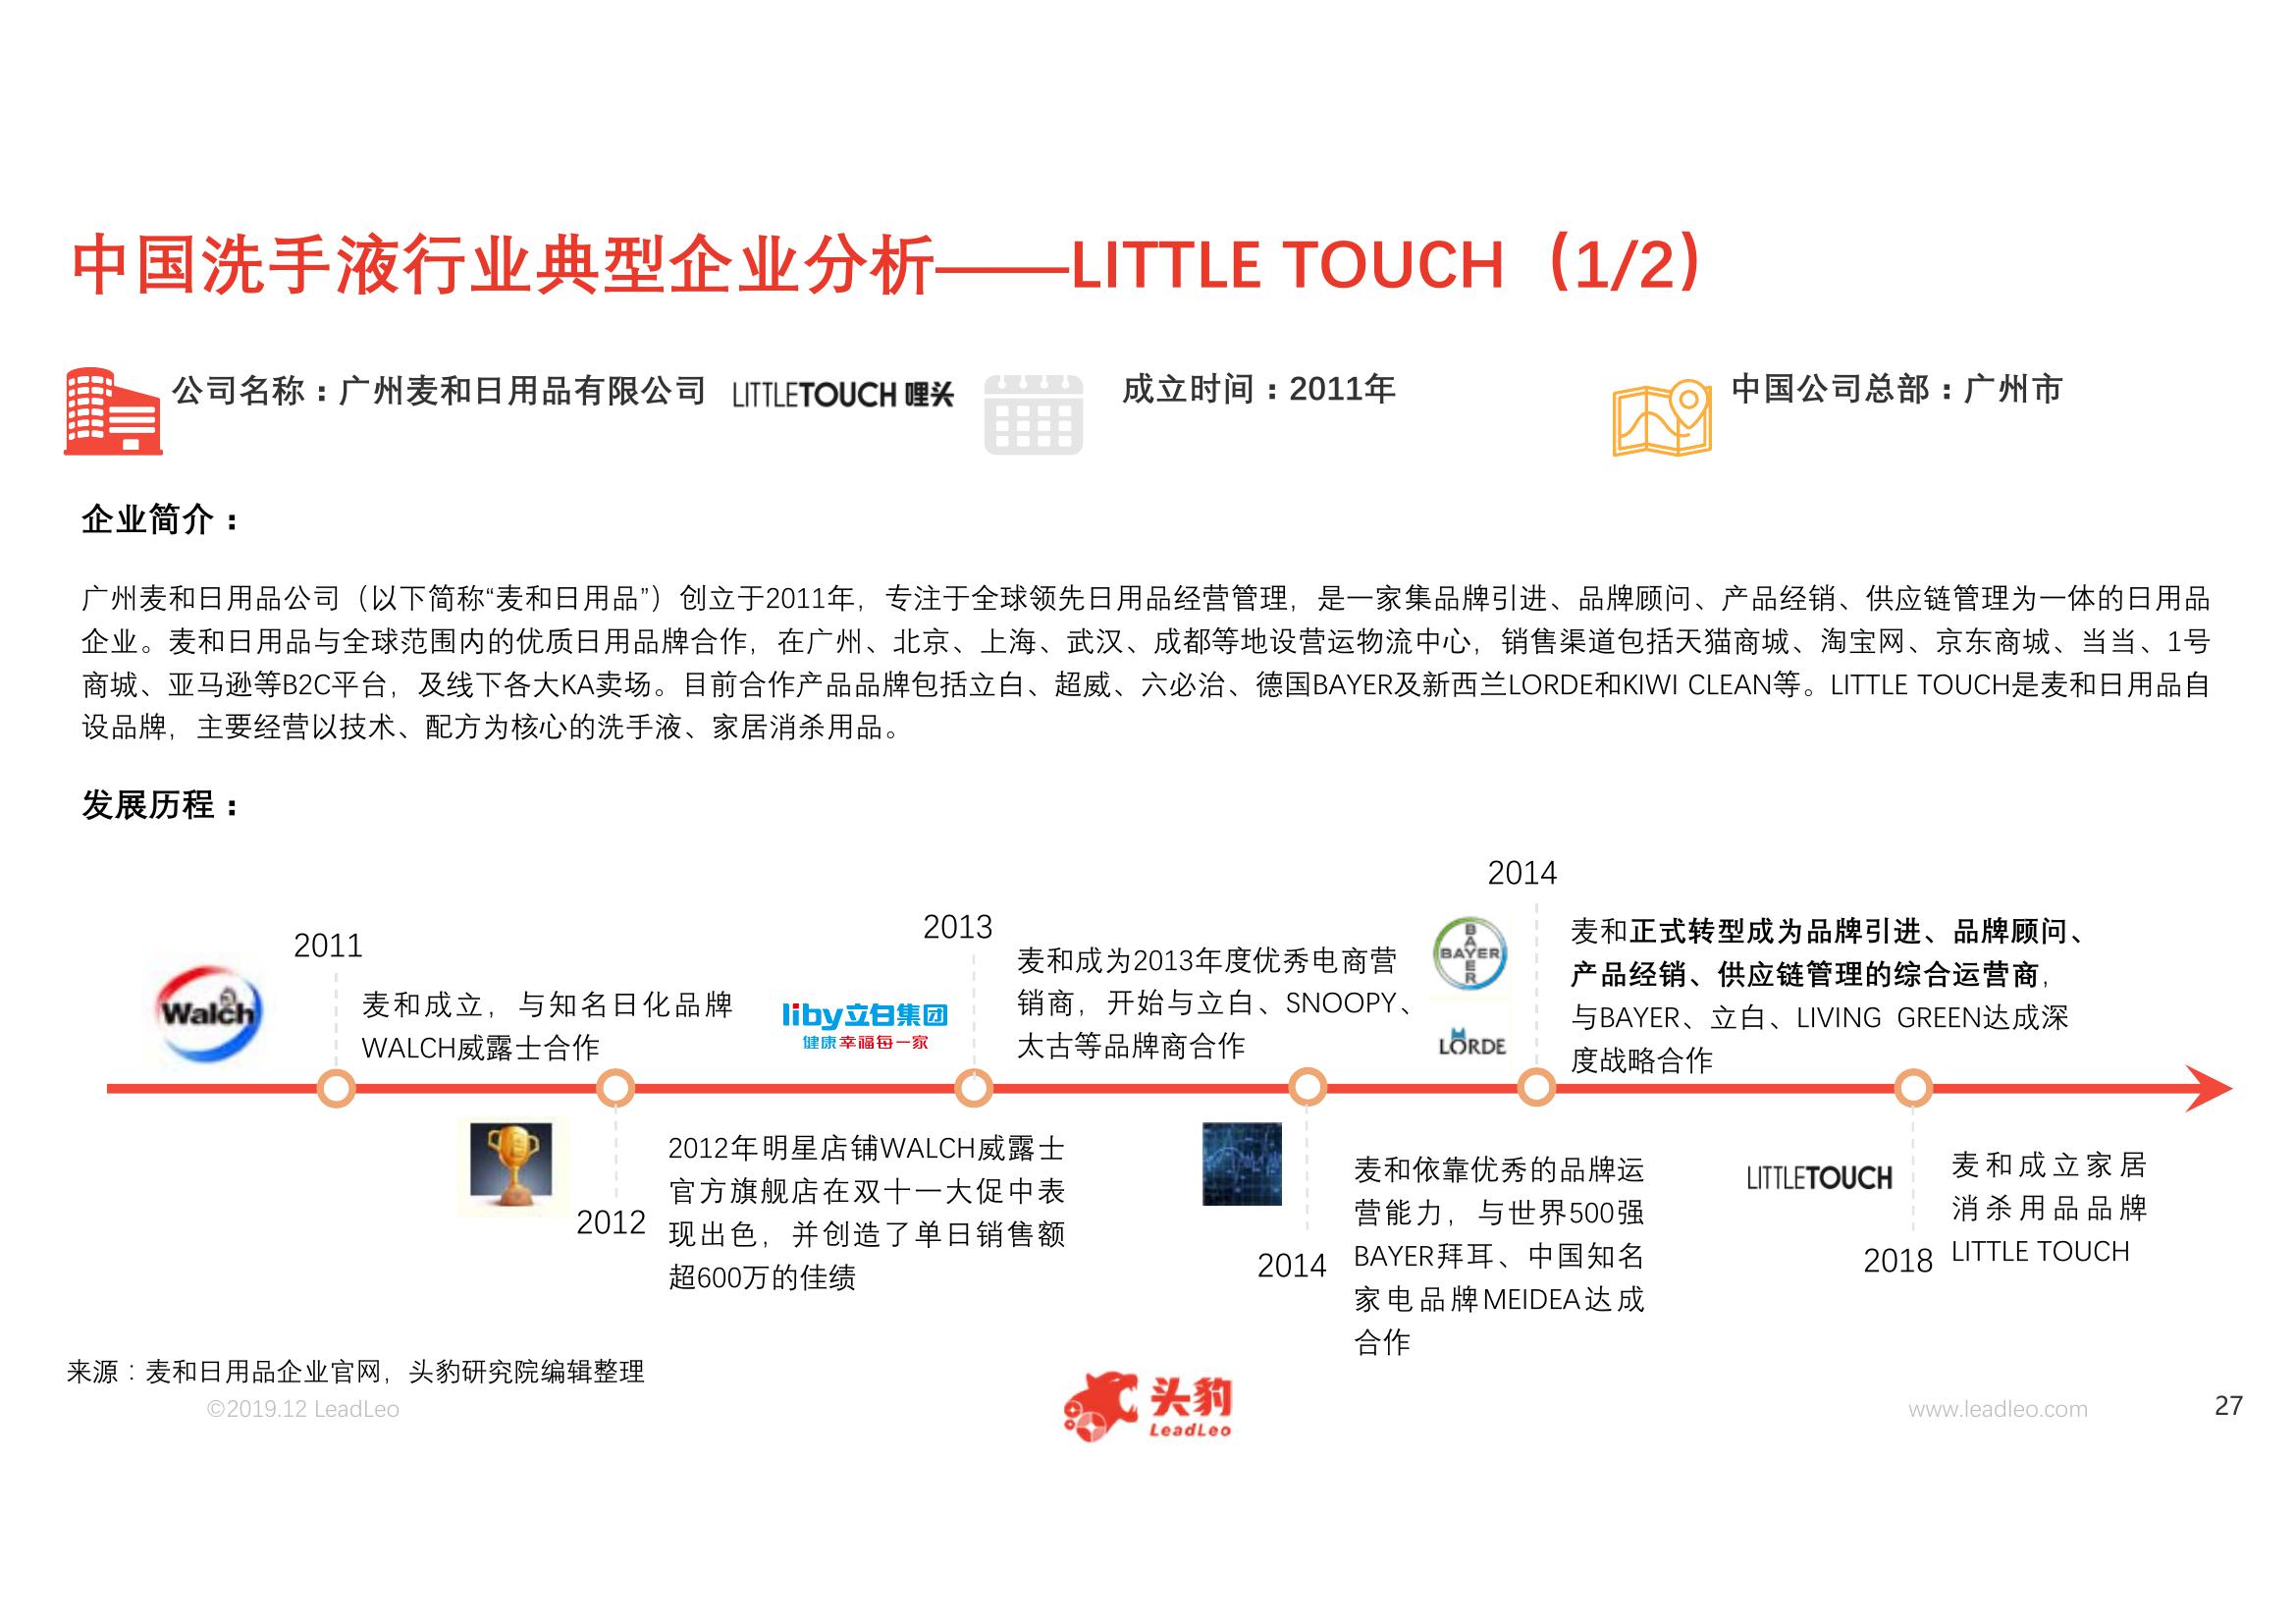 中国洗手液行业典型企业分析——LITTLE TOUCH（1/2）
公司名称：广州麦和日用品有限公司
LITTLETOUCH 哩头
成立时间：2011年
中国公司总部：广州市
企业简介：
广州麦和日用品公司（以下简称“麦和日用品”）创立于2011年，专注于全球领先日用品经营管理，是一家集品牌引进、品牌顾问、产品经销、供应链管理为一体的日用品
企业。麦和日用品与全球范围内的优质日用品牌合作，在广州、北京、上海、武汉、成都等地设营运物流中心，销售渠道包括天猫商城、淘宝网、京东商城、当当、1号
商城、亚马逊等B2C平台，及线下各大KA卖场。目前合作产品品牌包括立白、超威、六必治、德国BAYER及新西兰LORDE和KIWI CLEAN等。LITTLE TOUCH是麦和日用品自
设品牌，主要经营以技术、配方为核心的洗手液、家居消杀用品。
发展历程：
Walch
2011
麦和成立，与知名日化品牌
WALCH威露士合作
2012
2012年明星店铺WALCH威露士
官方旗舰店在双十一大促中表
现出色，并创造了单日销售额
超600万的佳绩
liby立白集团
健康幸福每一家
2013
麦和成为2013年度优秀电商营
销商，开始与立白、SNOOPY、
太古等品牌商合作
2014
麦和依靠优秀的品牌运
营能力，与世界500强
BAYER拜耳、中国知名
家电品牌MEIDEA达成
合作
BAYER
BAYER
LORDE
2014
麦和正式转型成为品牌引进、品牌顾问、
产品经销、供应链管理的综合运营商，
与BAYER、立白、LIVING GREEN达成深
度战略合作
LITTLETOUCH
2018
麦和成立家居
消杀用品品牌
LITTLE TOUCH
来源：麦和日用品企业官网，头豹研究院编辑整理
©2019.12 LeadLeo
头豹
LeadLeo
www.leadleo.com
27